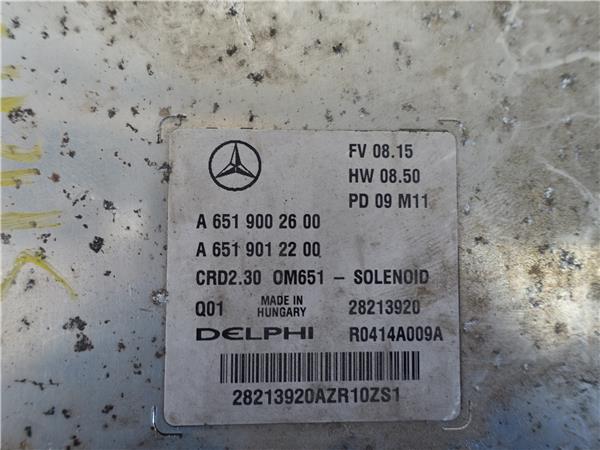 FV 08.15
HW 08.50
PD 09 M11
A 651 900 26 00
A 651 901 22 00
CRD2.30 OM651 – SOLENOID
Q01 MADE IN HUNGARY 28213920
DELPHI R0414A009A
28213920AZR10ZS1